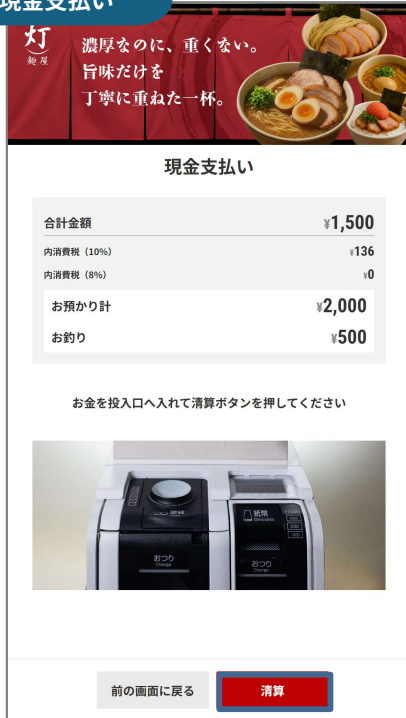 現金支払い
灯
麺屋
濃厚なのに、重くない。
旨味だけを
丁寧に重ねた一杯。
現金支払い
合計金額 ¥1,500
内消費税（10%） ¥136
内消費税（8%） ¥0
お預かり計 ¥2,000
お釣り ¥500
お金を投入口へ入れて清算ボタンを押してください
紙幣
おつり
Change
おつり
Change
前の画面に戻る
清算